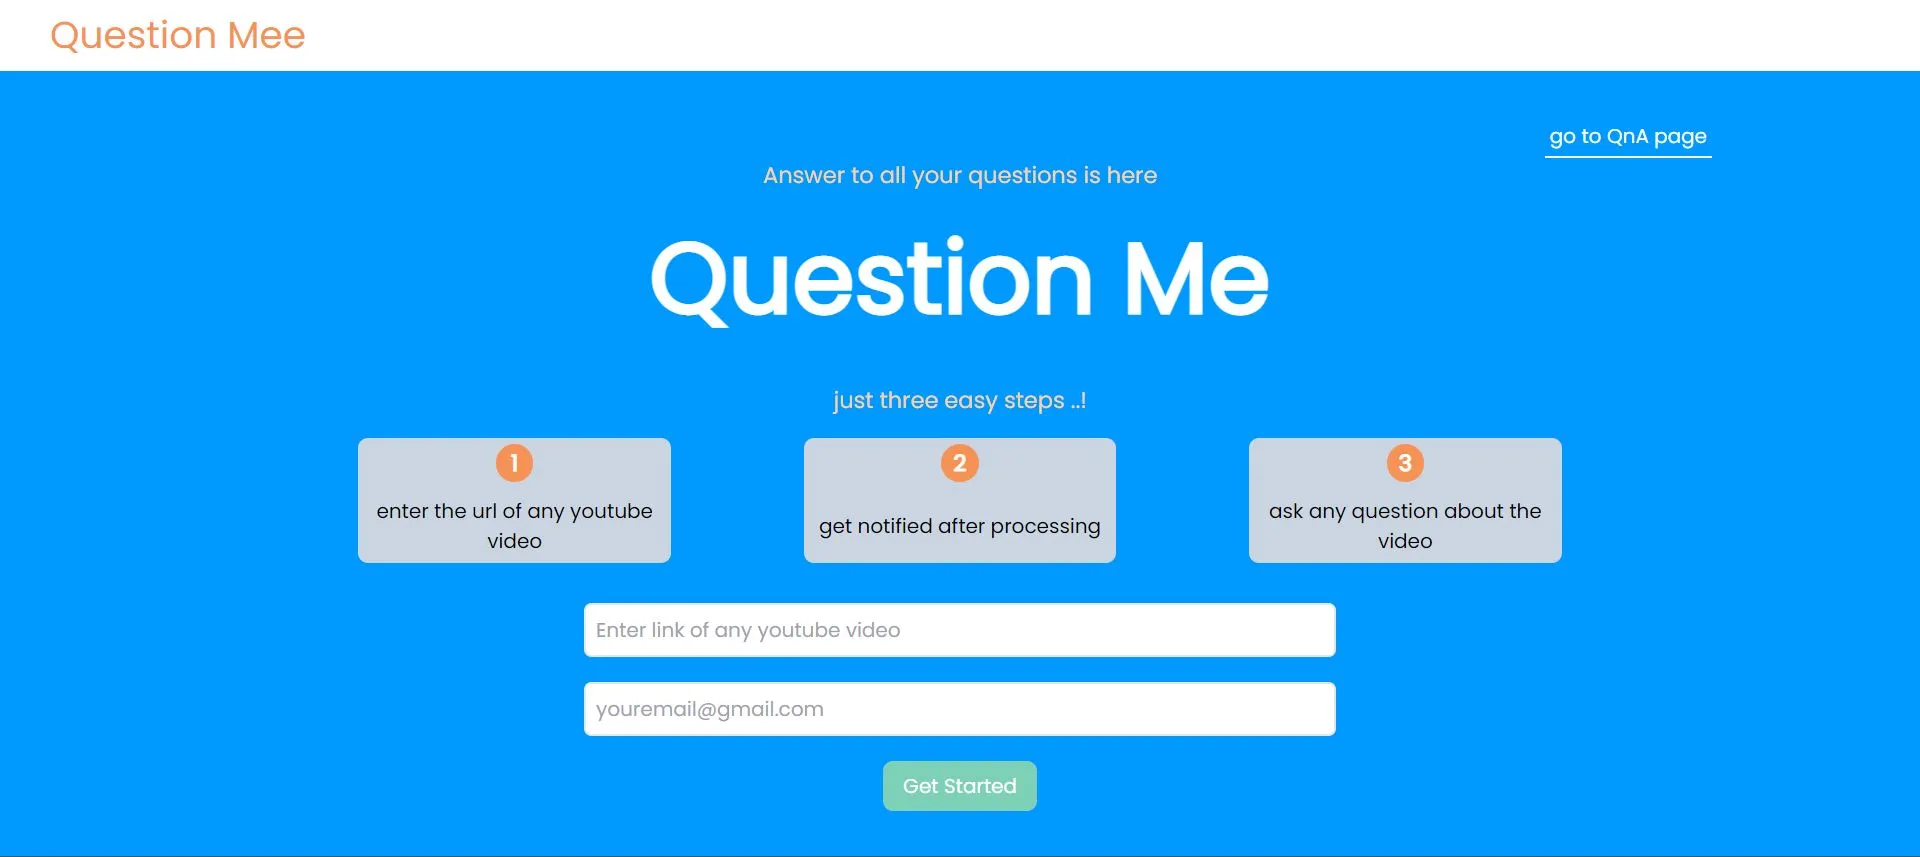 Question Mee
go to QnA page
Answer to all your questions is here
Question Me
just three easy steps ..!
1
enter the url of any youtube
video
2
get notified after processing
3
ask any question about the
video
Enter link of any youtube video
youremail@gmail.com
Get Started